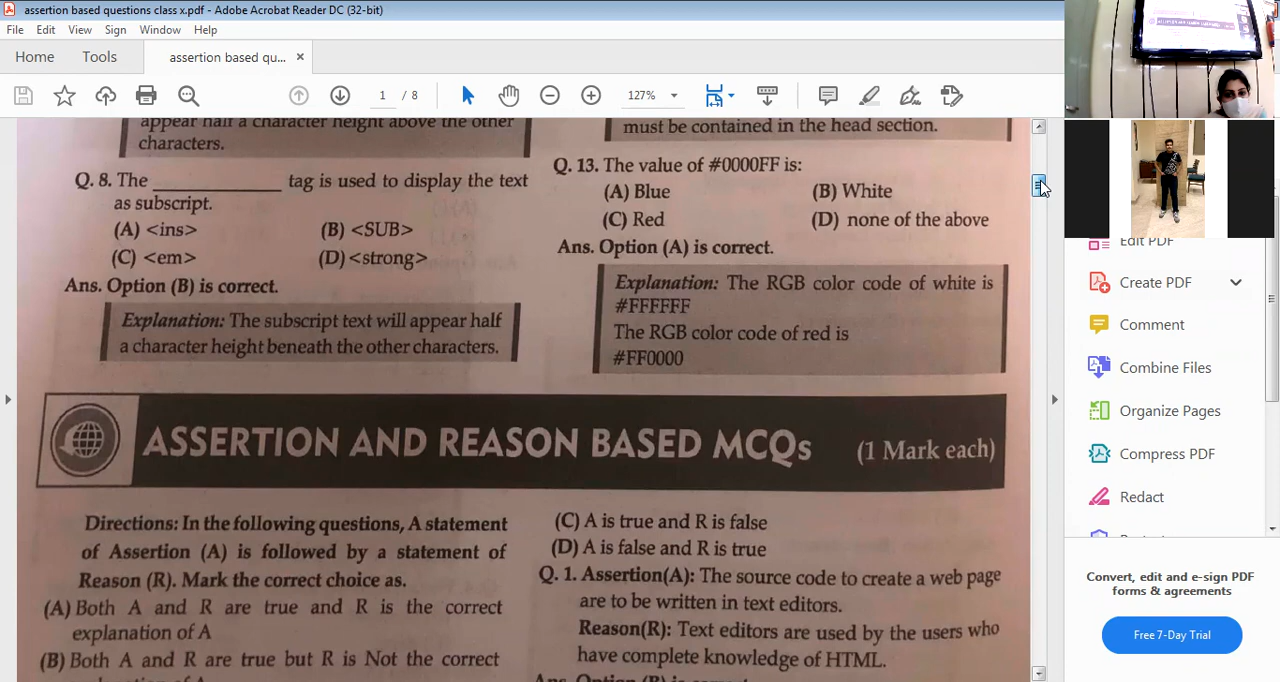 assertion based questions class x.pdf - Adobe Acrobat Reader DC (32-bit)
File Edit View Sign Window Help
Home Tools assertion based qu... ×
1 / 8 127%
appear half a character height above the other
characters.
Q. 8. The ____________ tag is used to display the text
as subscript.
(A) <ins> (B) <SUB>
(C) <em> (D) <strong>
Ans. Option (B) is correct.
Explanation: The subscript text will appear half
a character height beneath the other characters.
must be contained in the head section.
Q. 13. The value of #0000FF is:
(A) Blue (B) White
(C) Red (D) none of the above
Ans. Option (A) is correct.
Explanation: The RGB color code of white is
#FFFFFF
The RGB color code of red is
#FF0000
ASSERTION AND REASON BASED MCQs (1 Mark each)
Directions: In the following questions, A statement
of Assertion (A) is followed by a statement of
Reason (R). Mark the correct choice as.
(A) Both A and R are true and R is the correct
explanation of A
(B) Both A and R are true but R is Not the correct
(C) A is true and R is false
(D) A is false and R is true
Q. 1. Assertion(A): The source code to create a web page
are to be written in text editors.
Reason(R): Text editors are used by the users who
have complete knowledge of HTML.
Ans. Option (B) is correct.
Edit PDF
Create PDF
Comment
Combine Files
Organize Pages
Compress PDF
Redact
Convert, edit and e-sign PDF
forms & agreements
Free 7-Day Trial